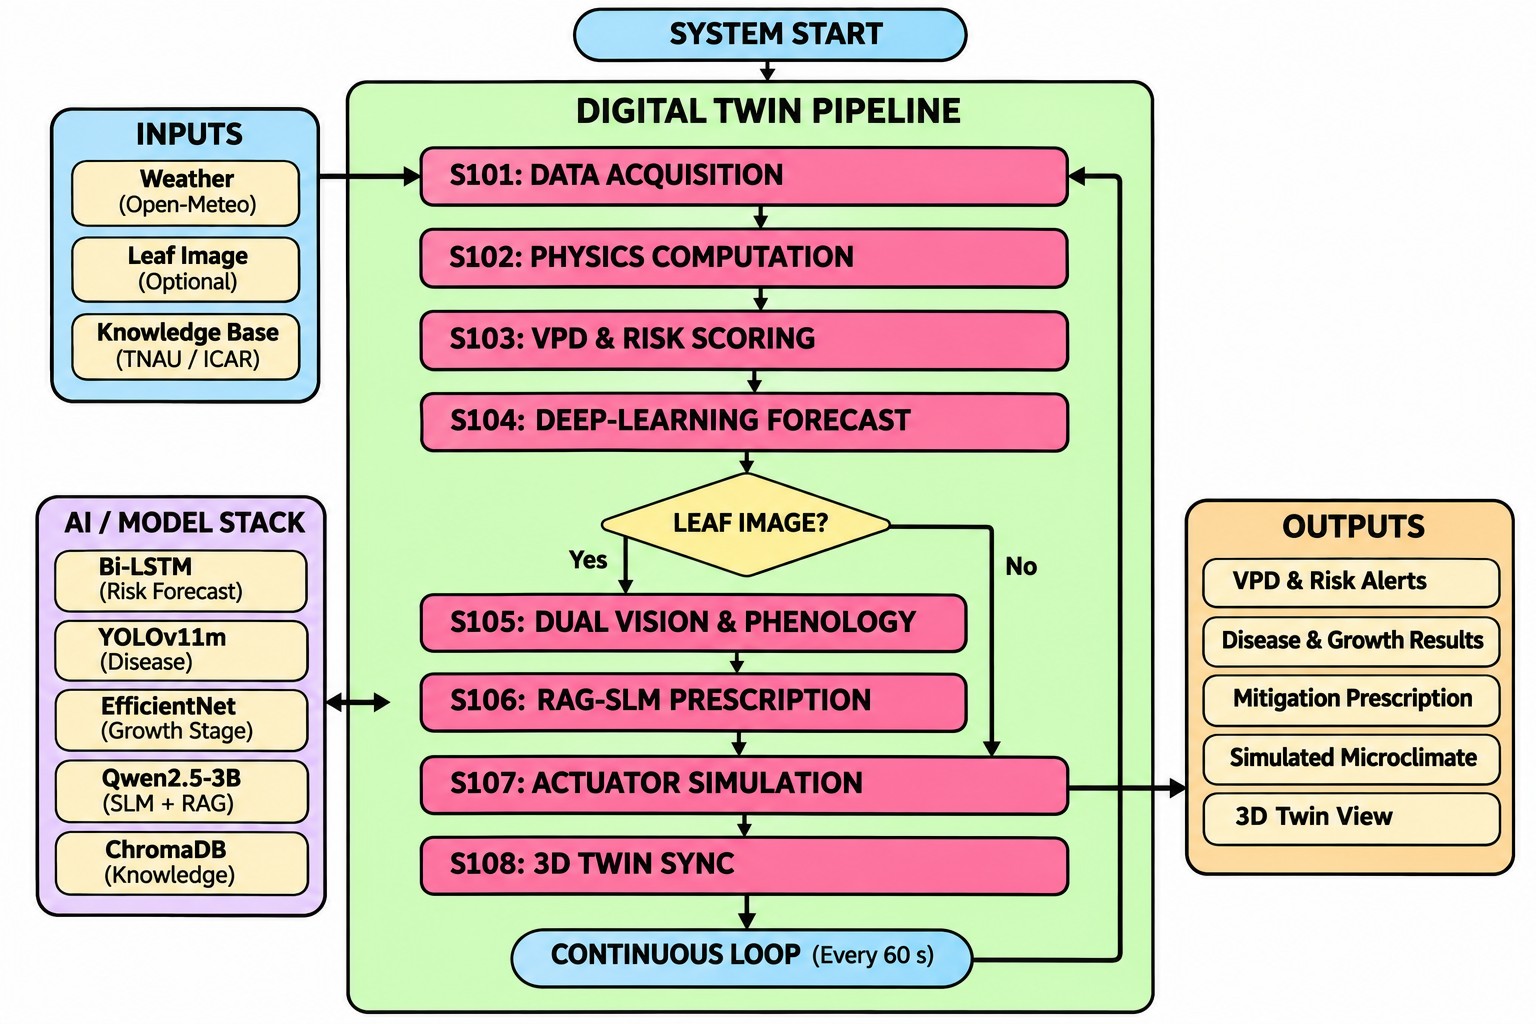 SYSTEM START
DIGITAL TWIN PIPELINE
INPUTS
Weather
(Open-Meteo)
Leaf Image
(Optional)
Knowledge Base
(TNAU / ICAR)
AI / MODEL STACK
Bi-LSTM
(Risk Forecast)
YOLOv11m
(Disease)
EfficientNet
(Growth Stage)
Qwen2.5-3B
(SLM + RAG)
ChromaDB
(Knowledge)
S101: DATA ACQUISITION
S102: PHYSICS COMPUTATION
S103: VPD & RISK SCORING
S104: DEEP-LEARNING FORECAST
LEAF IMAGE?
Yes
No
S105: DUAL VISION & PHENOLOGY
S106: RAG-SLM PRESCRIPTION
S107: ACTUATOR SIMULATION
S108: 3D TWIN SYNC
CONTINUOUS LOOP (Every 60 s)
OUTPUTS
VPD & Risk Alerts
Disease & Growth Results
Mitigation Prescription
Simulated Microclimate
3D Twin View